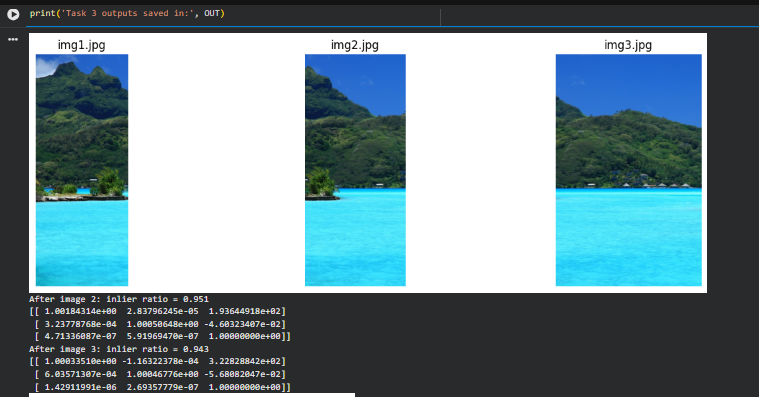 print('Task 3 outputs saved in:', OUT)
img1.jpg img2.jpg img3.jpg
After image 2: inlier ratio = 0.951
[[ 1.00184314e+00 2.83796245e-05 1.93644918e+02]
[ 3.23778768e-04 1.00050648e+00 -4.60323407e-02]
[ 4.71336087e-07 5.91969470e-07 1.00000000e+00]]
After image 3: inlier ratio = 0.943
[[ 1.00033510e+00 -1.16322378e-04 3.22828842e+02]
[ 6.03571307e-04 1.00046776e+00 -5.68082047e-02]
[ 1.42911991e-06 2.69357779e-07 1.00000000e+00]]